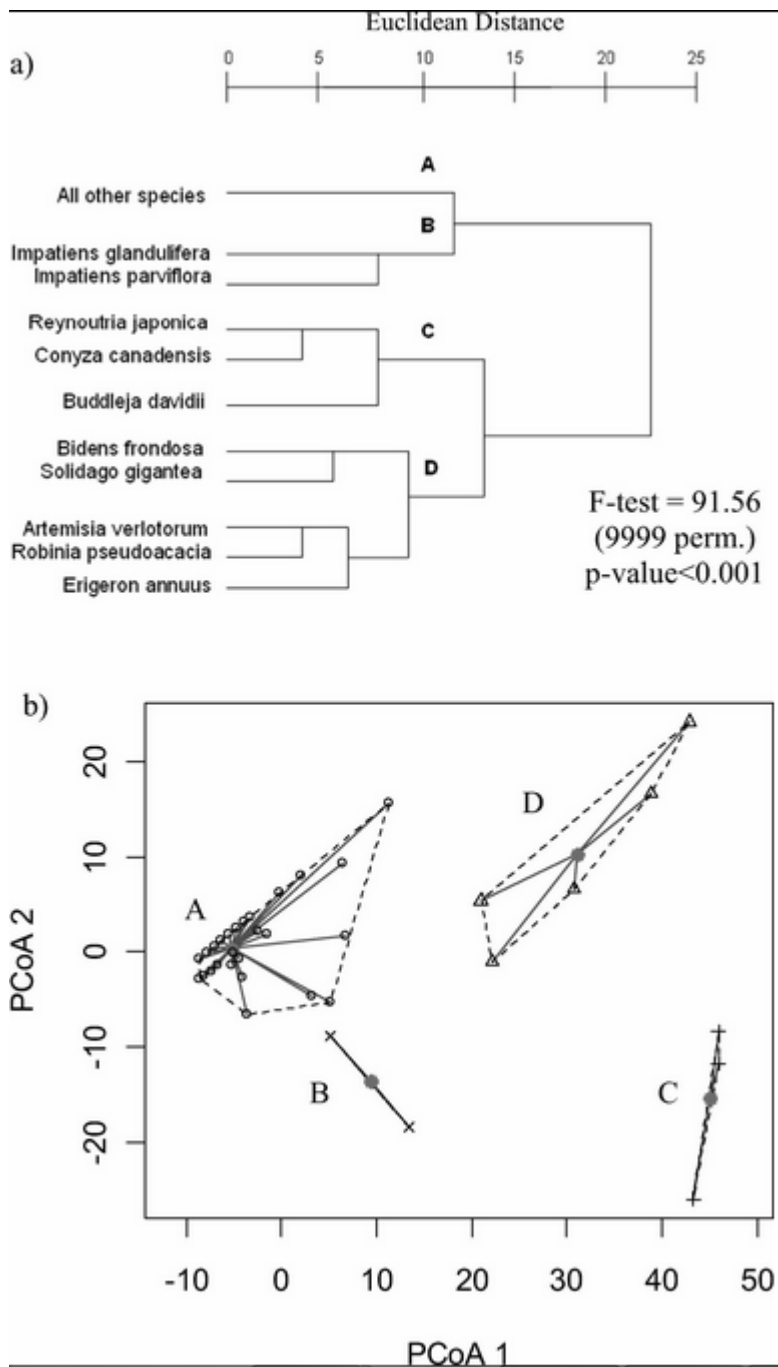 Euclidean Distance
a)
0 5 10 15 20 25
A
All other species
B
Impatiens glandulifera
Impatiens parviflora
Reynoutria japonica
C
Conyza canadensis
Buddleja davidii
Bidens frondosa
D
Solidago gigantea
F-test = 91.56
Artemisia verlotorum
(9999 perm.)
Robinia pseudoacacia
p-value<0.001
Erigeron annuus
b)
20
D
10
A
PCoA 2
0
-10
B
C
-20
-10 0 10 20 30 40 50
PCoA 1